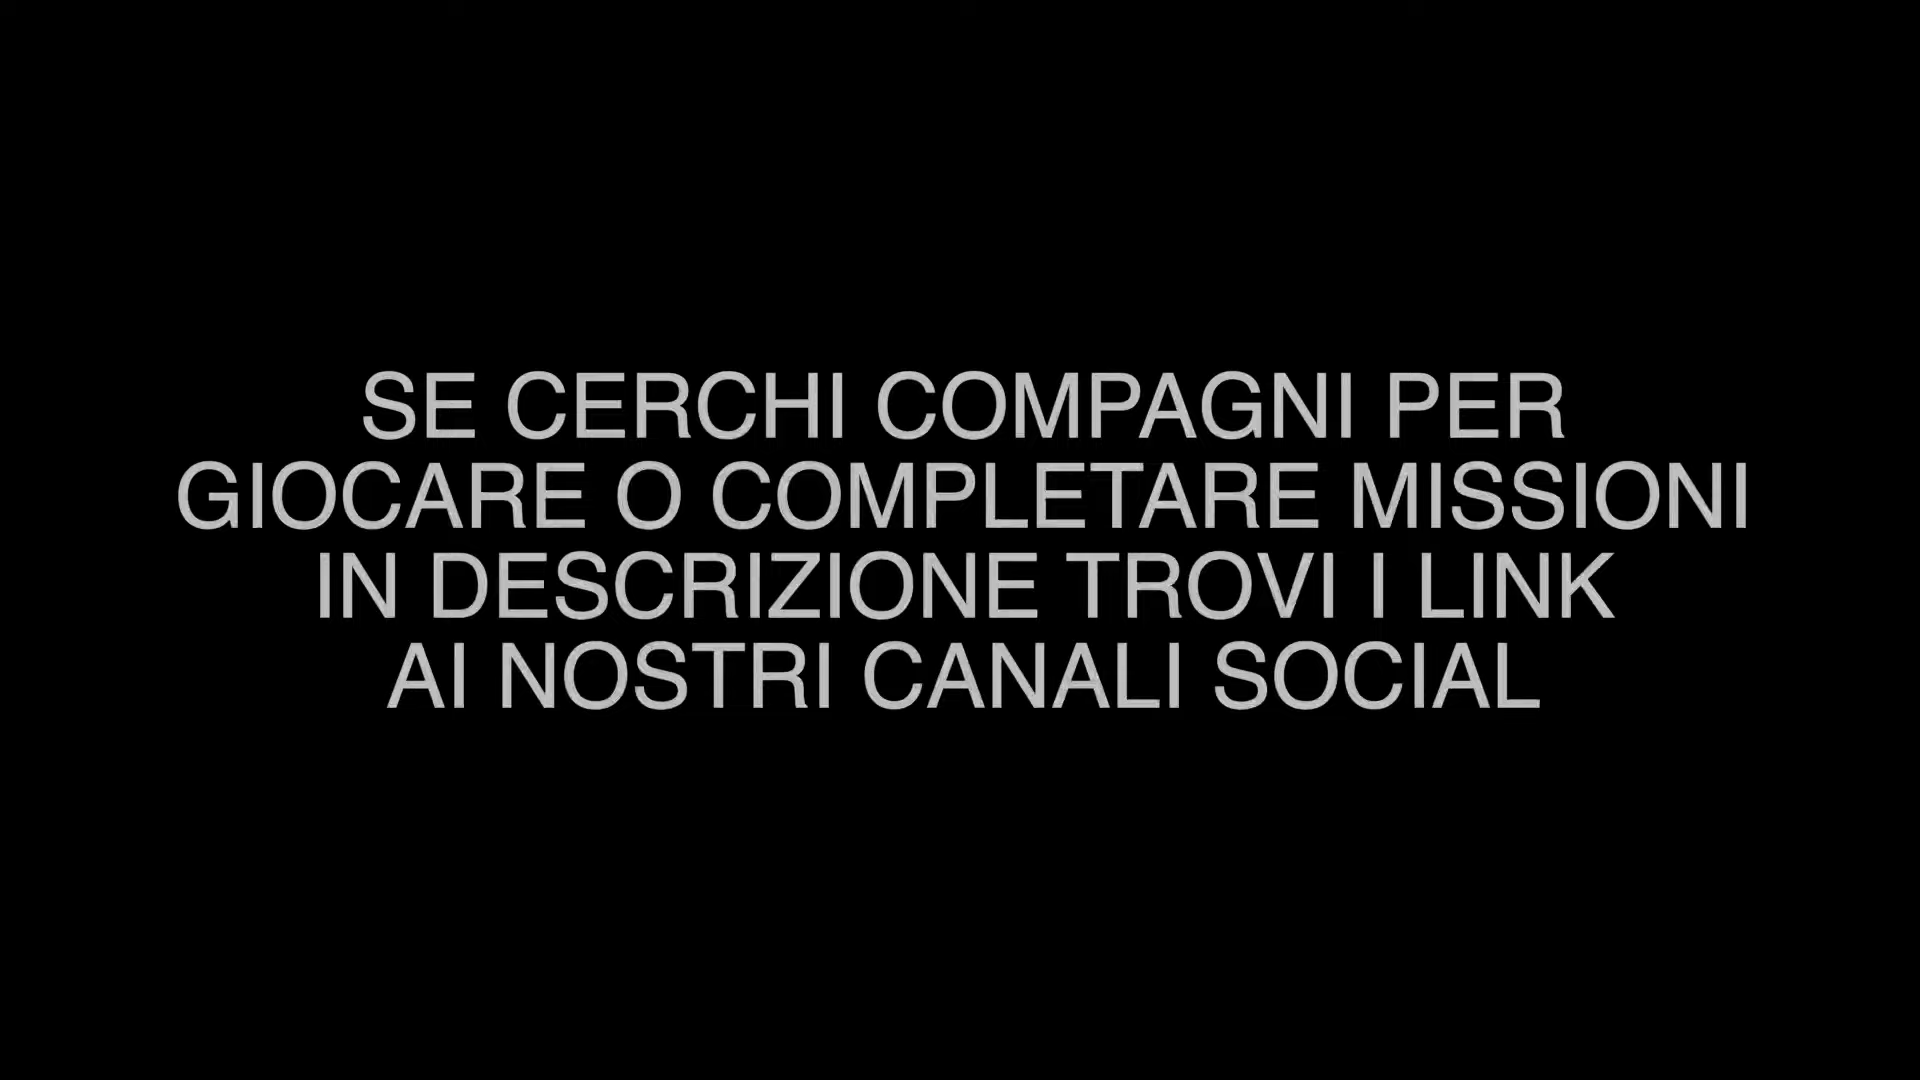 SE CERCHI COMPAGNI PER
GIOCARE O COMPLETARE MISSIONI
IN DESCRIZIONE TROVI I LINK
AI NOSTRI CANALI SOCIAL